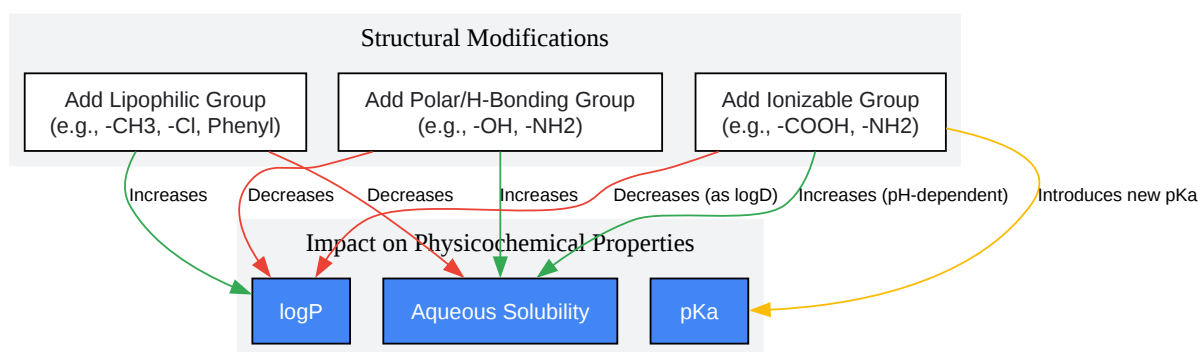 Structural Modifications
Add Lipophilic Group
(e.g., -CH3, -Cl, Phenyl)
Add Polar/H-Bonding Group
(e.g., -OH, -NH2)
Add Ionizable Group
(e.g., -COOH, -NH2)
Increases
Decreases
Decreases
Increases
Decreases (as logD)
Increases (pH-dependent)
Introduces new pKa
Impact on Physicochemical Properties
logP
Aqueous Solubility
pKa